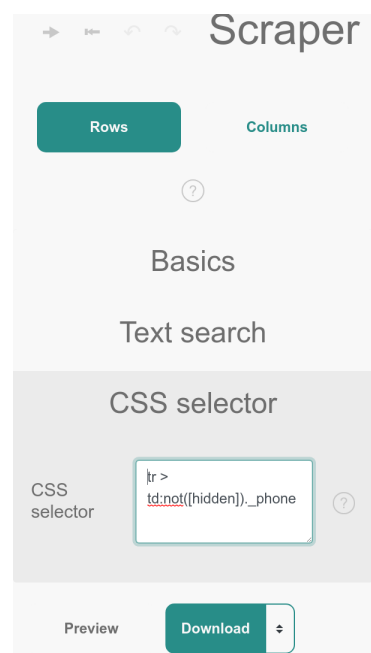 Scraper
Rows
Columns
?
Basics
Text search
CSS selector
CSS
selector
tr >
td:not([hidden])._phone
?
Preview
Download